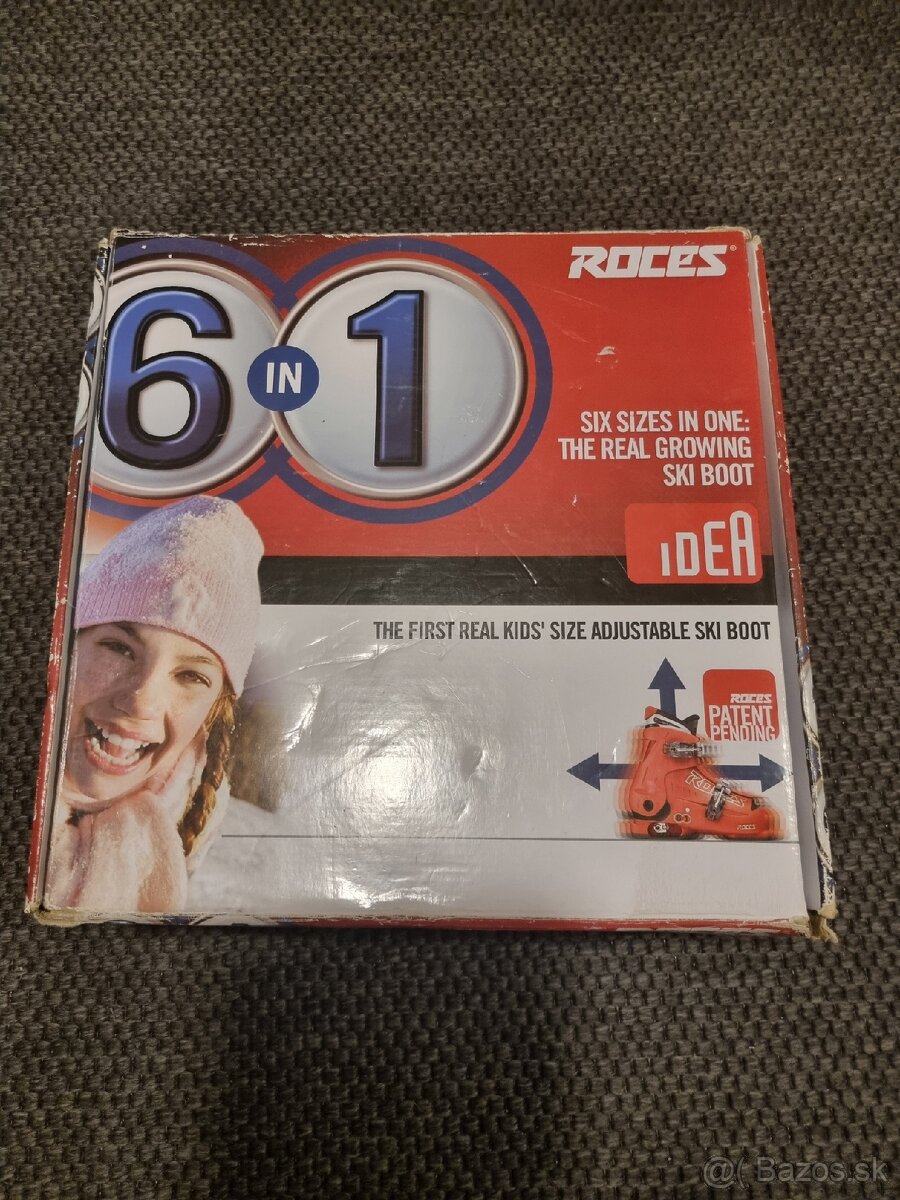 ROCES®
6 IN 1
SIX SIZES IN ONE:
THE REAL GROWING
SKI BOOT
IDEA
THE FIRST REAL KIDS' SIZE ADJUSTABLE SKI BOOT
ROCES
PATENT
PENDING
ROCES
ROCES
@( Bazos.sk